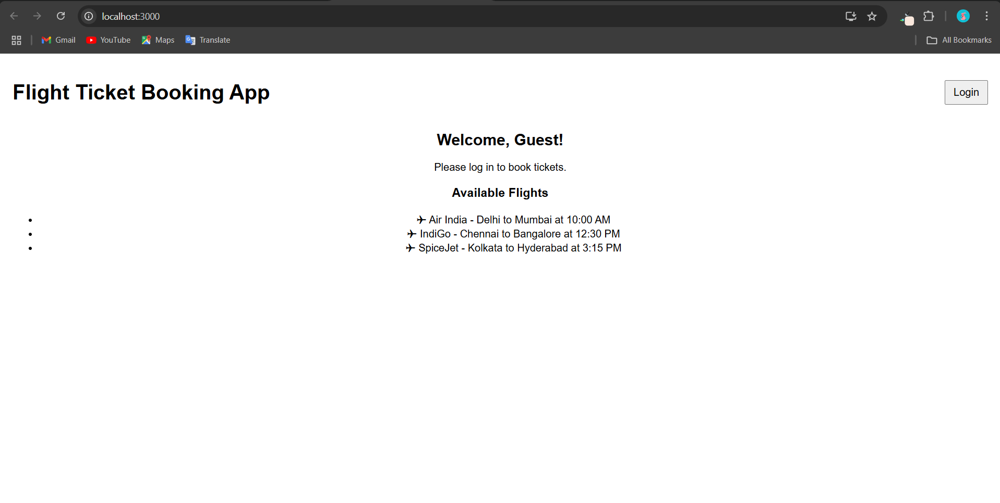 localhost:3000
Gmail YouTube Maps Translate All Bookmarks
Flight Ticket Booking App Login
Welcome, Guest!
Please log in to book tickets.
Available Flights
• ✈ Air India - Delhi to Mumbai at 10:00 AM
• ✈ IndiGo - Chennai to Bangalore at 12:30 PM
• ✈ SpiceJet - Kolkata to Hyderabad at 3:15 PM